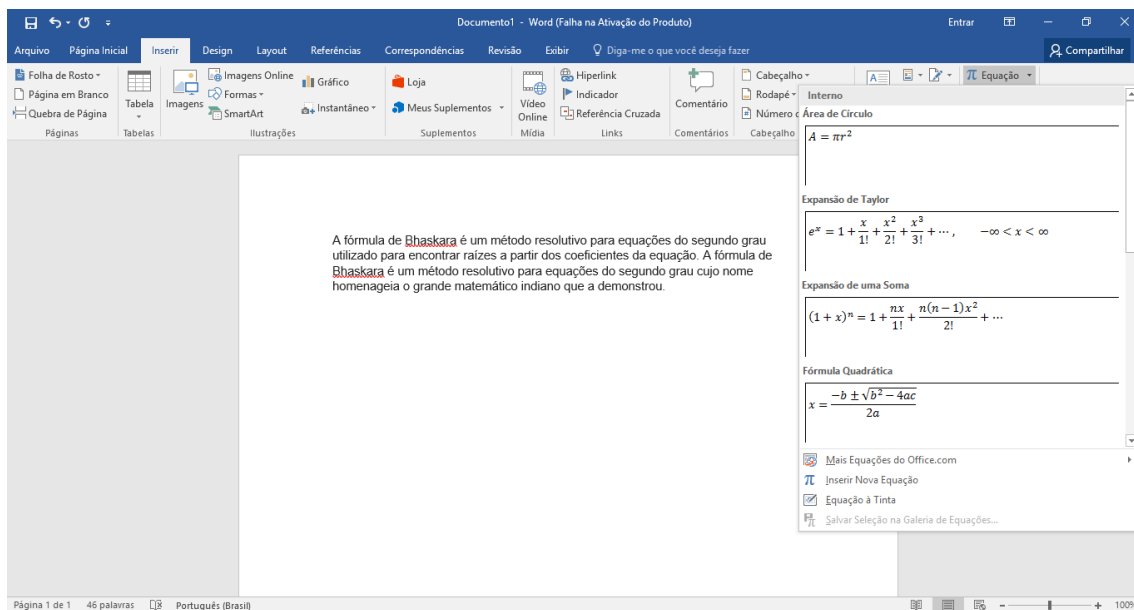 Documento1 - Word (Falha na Ativação do Produto)
Entrar
Arquivo Página Inicial Inserir Design Layout Referências Correspondências Revisão Exibir Diga-me o que você deseja fazer Compartilhar
Folha de Rosto
Página em Branco
Quebra de Página
Páginas
Tabela
Tabelas
Imagens
Imagens Online
Formas
SmartArt
Gráfico
Instantâneo
Ilustrações
Loja
Meus Suplementos
Suplementos
Vídeo
Online
Mídia
Hiperlink
Indicador
Referência Cruzada
Links
Comentário
Comentários
Cabeçalho
Rodapé
Número
Cabeçalho
A
π Equação
Interno
Área de Círculo
A = πr²
Expansão de Taylor
e^x = 1 + x/1! + x²/2! + x³/3! + ⋯, −∞ < x < ∞
Expansão de uma Soma
(1 + x)^n = 1 + nx/1! + n(n − 1)x²/2! + ⋯
Fórmula Quadrática
x = (−b ± √(b² − 4ac))/2a
Mais Equações do Office.com
π Inserir Nova Equação
Equação à Tinta
Salvar Seleção na Galeria de Equações...
A fórmula de Bhaskara é um método resolutivo para equações do segundo grau
utilizado para encontrar raízes a partir dos coeficientes da equação. A fórmula de
Bhaskara é um método resolutivo para equações do segundo grau cujo nome
homenageia o grande matemático indiano que a demonstrou.
Página 1 de 1 46 palavras Português (Brasil) 100%